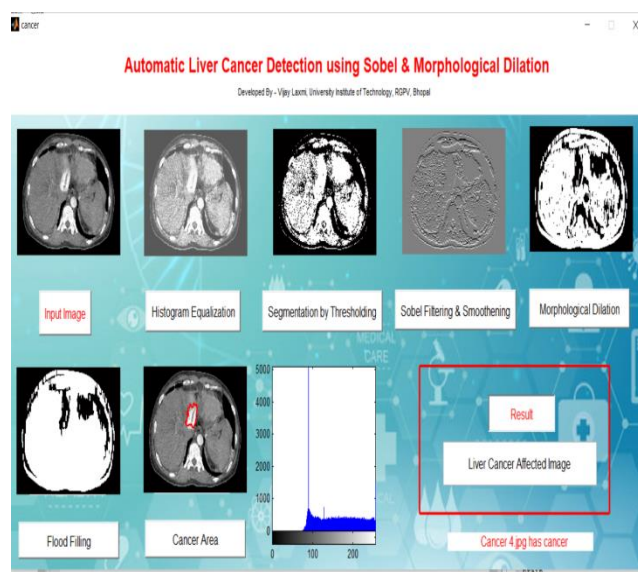 cancer
Automatic Liver Cancer Detection using Sobel & Morphological Dilation
Developed By - Vijay Laxmi, University Institute of Technology, RGPV, Bhopal
Input Image
Histogram Equalization
Segmentation by Thresholding
Sobel Filtering & Smoothening
Morphological Dilation
MEDICAL
CARE
5000
4000
3000
2000
1000
0
0
100
200
Flood Filling
Cancer Area
Result
Liver Cancer Affected Image
Cancer 4.jpg has cancer